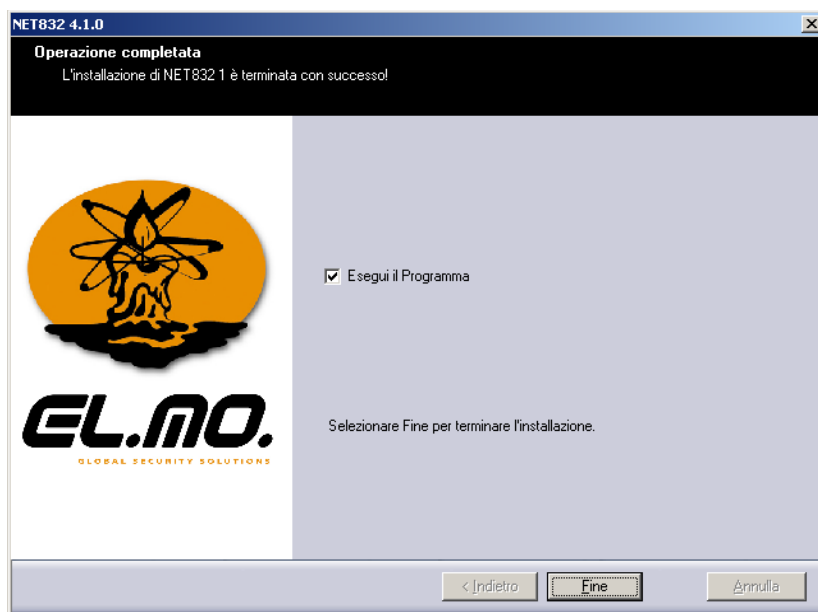 NET832 4.1.0
Operazione completata
L'installazione di NET832 1 è terminata con successo!
Esegui il Programma
EL.MO.
GLOBAL SECURITY SOLUTIONS
Selezionare Fine per terminare l'installazione.
< Indietro
Fine
Annulla